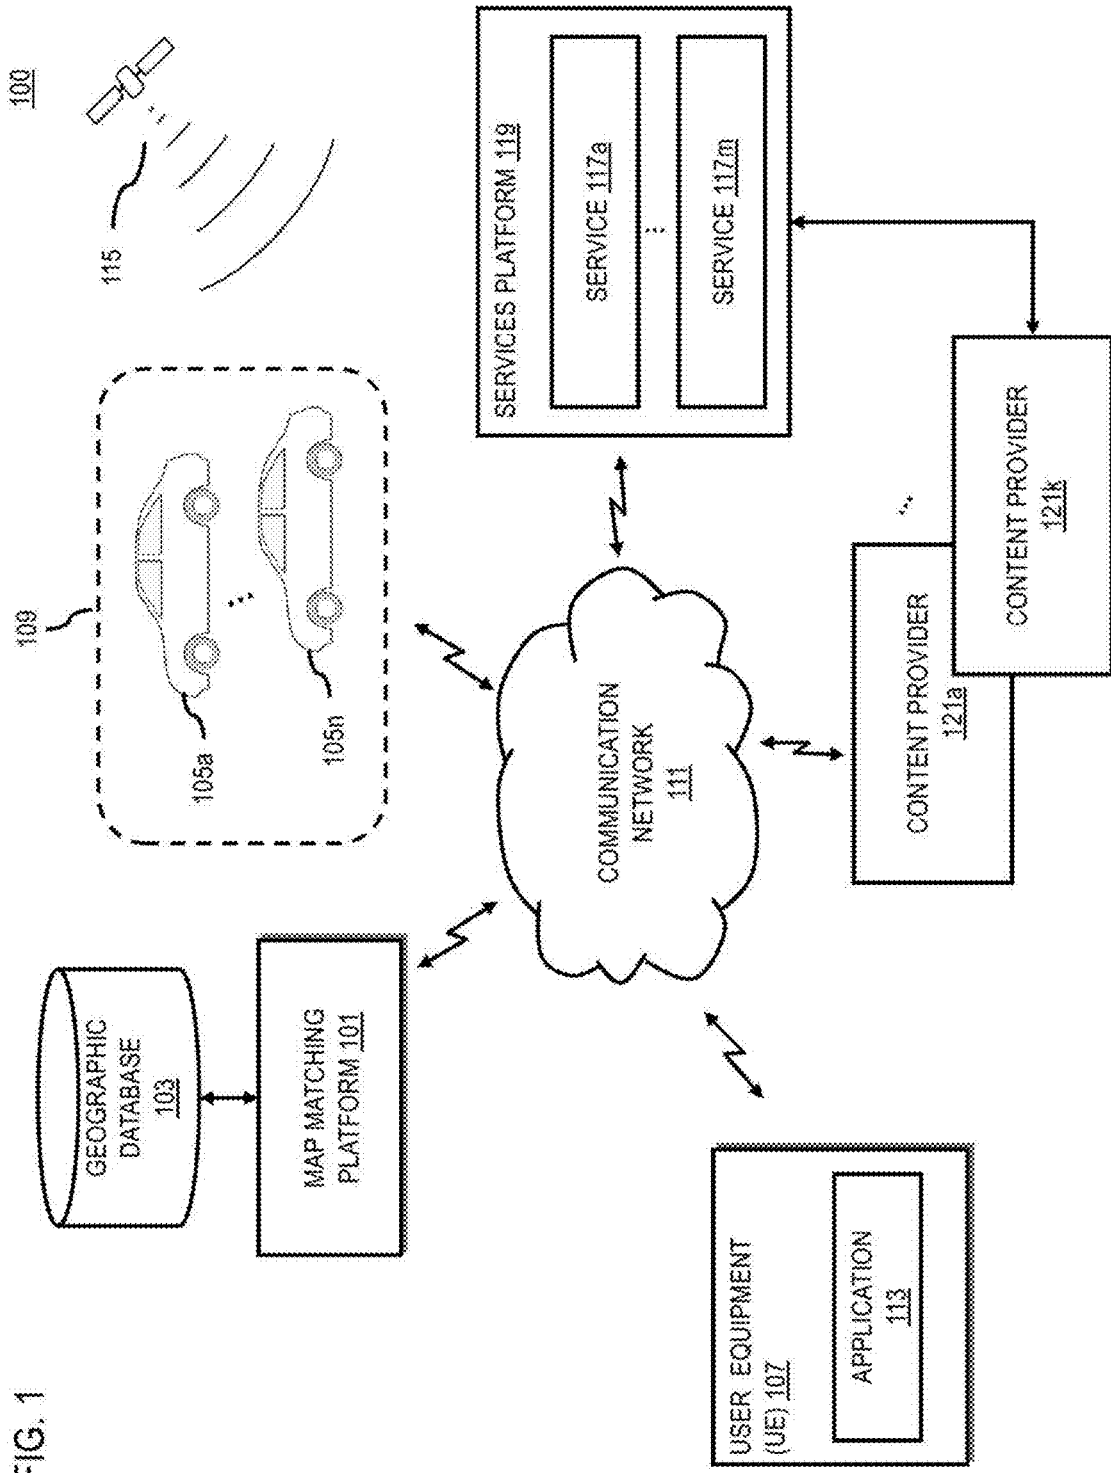 FIG. 1
100
GEOGRAPHIC
DATABASE
103
MAP MATCHING
PLATFORM 101
109
105a
...
105n
115
COMMUNICATION
NETWORK
111
SERVICES PLATFORM 119
SERVICE 117a
...
SERVICE 117m
USER EQUIPMENT
(UE) 107
APPLICATION
113
CONTENT PROVIDER
121a
...
CONTENT PROVIDER
121k